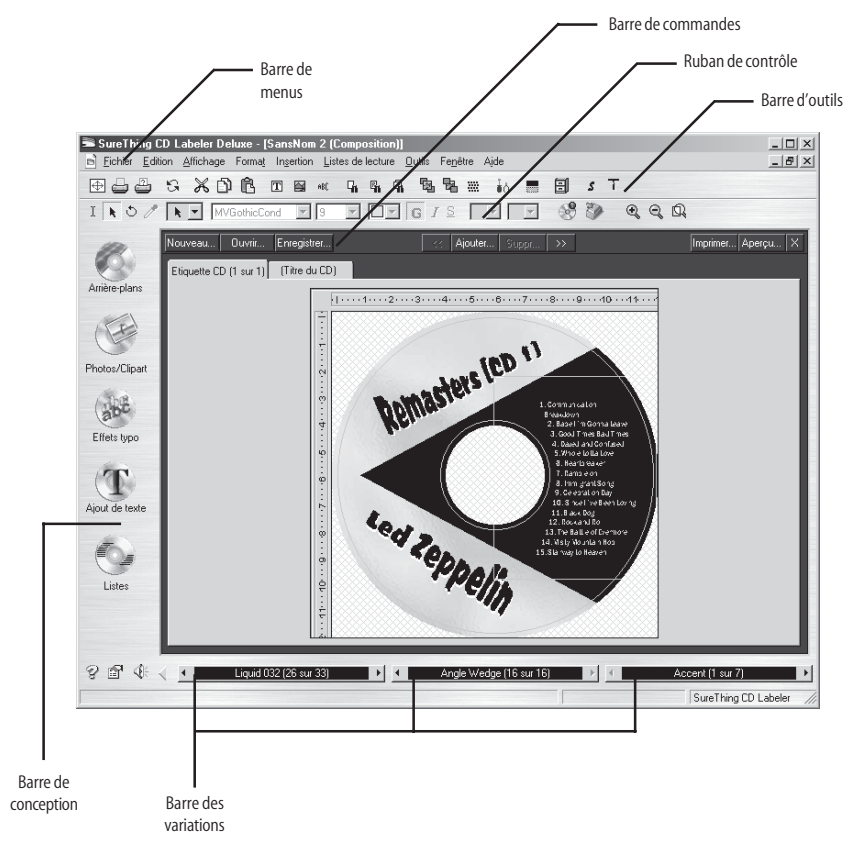 Barre de commandes
Ruban de contrôle
Barre de
menus
Barre d'outils
SureThing CD Labeler Deluxe - [SansNom 2 (Composition)]
Fichier Edition Affichage Format Insertion Listes de lecture Outils Fenêtre Aide
MVGothicCond 9 G I S
Nouveau... Ouvrir... Enregistrer... << Ajouter... Suppr... >> Imprimer... Aperçu... X
Etiquette CD (1 sur 1) (Titre du CD)
Arrière-plans
Photos/Clipart
Effets typo
Ajout de texte
Listes
Remasters (CD 1)
1. Communication
Breakdown
2. Babe I'm Gonna Leave
3. Good Times Bad Times
4. Dazed and Confused
5. Whole Lotta Love
6. Heartbreaker
7. Ramble on
8. Immigrant Song
9. Celebration Day
10. Since I've Been Loving
11. Black Dog
12. Rock and Ro
13. The Battle of Evermore
14. Misty Mountain Hop
15. Stairway to Heaven
Led Zeppelin
Liquid 032 (26 sur 33) Angle Wedge (16 sur 16) Accent (1 sur 7)
SureThing CD Labeler
Barre de
conception
Barre des
variations